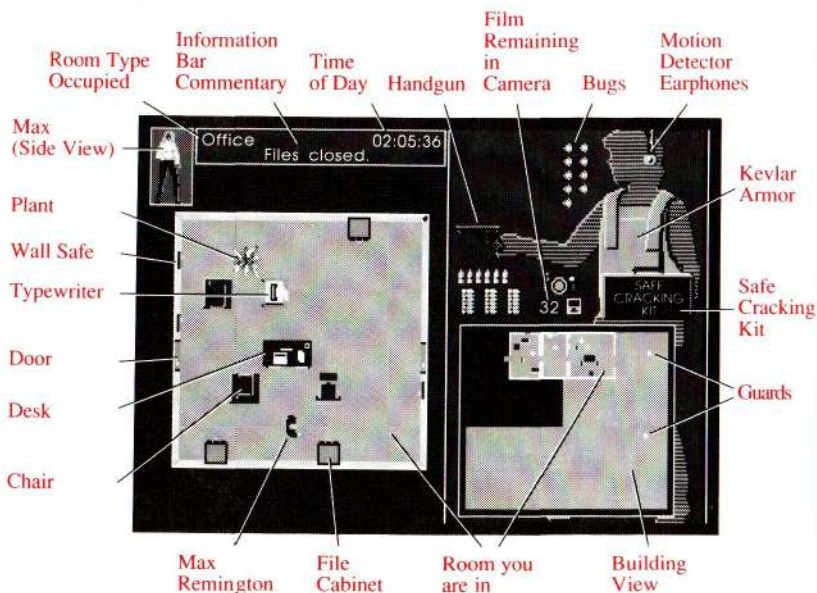 Room Type
Occupied
Information
Bar
Commentary
Time
of Day
Handgun
Film
Remaining
in
Camera
Bugs
Motion
Detector
Earphones
Max
(Side View)
Office
02:05:36
Files closed.
Kevlar
Armor
Plant
Wall Safe
Typewriter
Door
Desk
Chair
32
SAFE
CRACKING
KIT
Safe
Cracking
Kit
Guards
Max
Remington
File
Cabinet
Room you
are in
Building
View